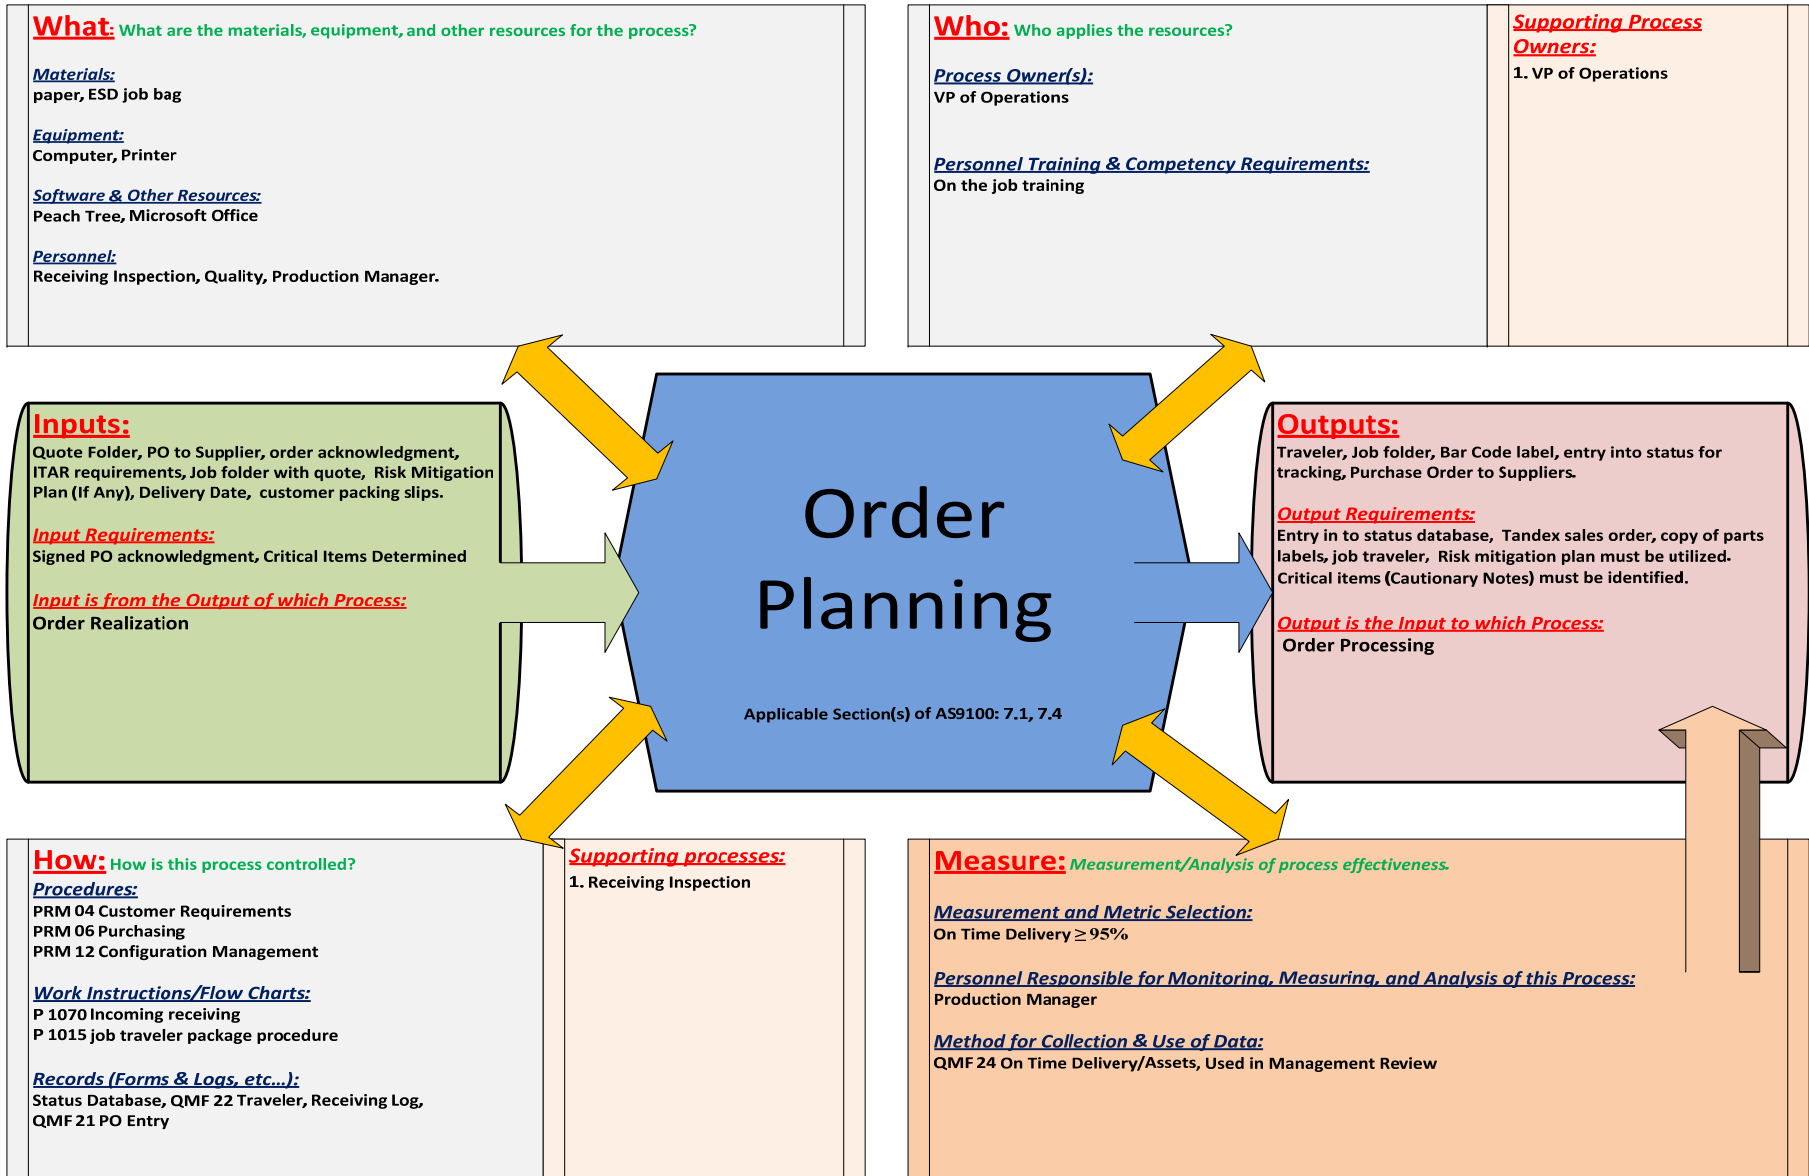 What: What are the materials, equipment, and other resources for the process?
Materials:
paper, ESD job bag
Equipment:
Computer, Printer
Software & Other Resources:
Peach Tree, Microsoft Office
Personnel:
Receiving Inspection, Quality, Production Manager.
Who: Who applies the resources?
Process Owner(s):
VP of Operations
Personnel Training & Competency Requirements:
On the job training
Supporting Process
Owners:
1. VP of Operations
Inputs:
Quote Folder, PO to Supplier, order acknowledgment,
ITAR requirements, Job folder with quote, Risk Mitigation
Plan (If Any), Delivery Date, customer packing slips.
Input Requirements:
Signed PO acknowledgment, Critical Items Determined
Input is from the Output of which Process:
Order Realization
Order
Planning
Applicable Section(s) of AS9100: 7.1, 7.4
Outputs:
Traveler, Job folder, Bar Code label, entry into status for
tracking, Purchase Order to Suppliers.
Output Requirements:
Entry in to status database, Tandex sales order, copy of parts
labels, job traveler, Risk mitigation plan must be utilized.
Critical items (Cautionary Notes) must be identified.
Output is the Input to which Process:
Order Processing
How: How is this process controlled?
Procedures:
PRM 04 Customer Requirements
PRM 06 Purchasing
PRM 12 Configuration Management
Work Instructions/Flow Charts:
P 1070 Incoming receiving
P 1015 job traveler package procedure
Records (Forms & Logs, etc...):
Status Database, QMF 22 Traveler, Receiving Log,
QMF 21 PO Entry
Supporting processes:
1. Receiving Inspection
Measure: Measurement/Analysis of process effectiveness.
Measurement and Metric Selection:
On Time Delivery ≥ 95%
Personnel Responsible for Monitoring, Measuring, and Analysis of this Process:
Production Manager
Method for Collection & Use of Data:
QMF 24 On Time Delivery/Assets, Used in Management Review